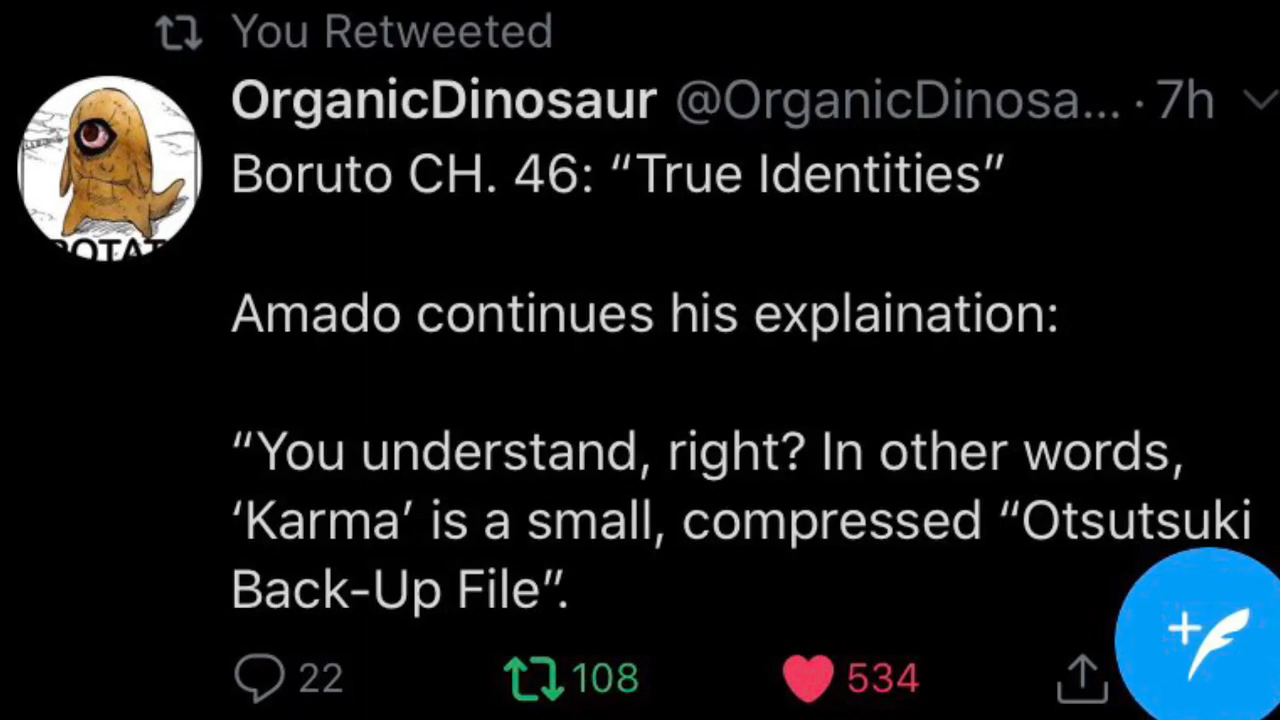 You Retweeted
OrganicDinosaur @OrganicDinosa... · 7h
Boruto CH. 46: “True Identities”
Amado continues his explaination:
“You understand, right? In other words,
‘Karma’ is a small, compressed “Otsutsuki
Back-Up File”.
22 108 534